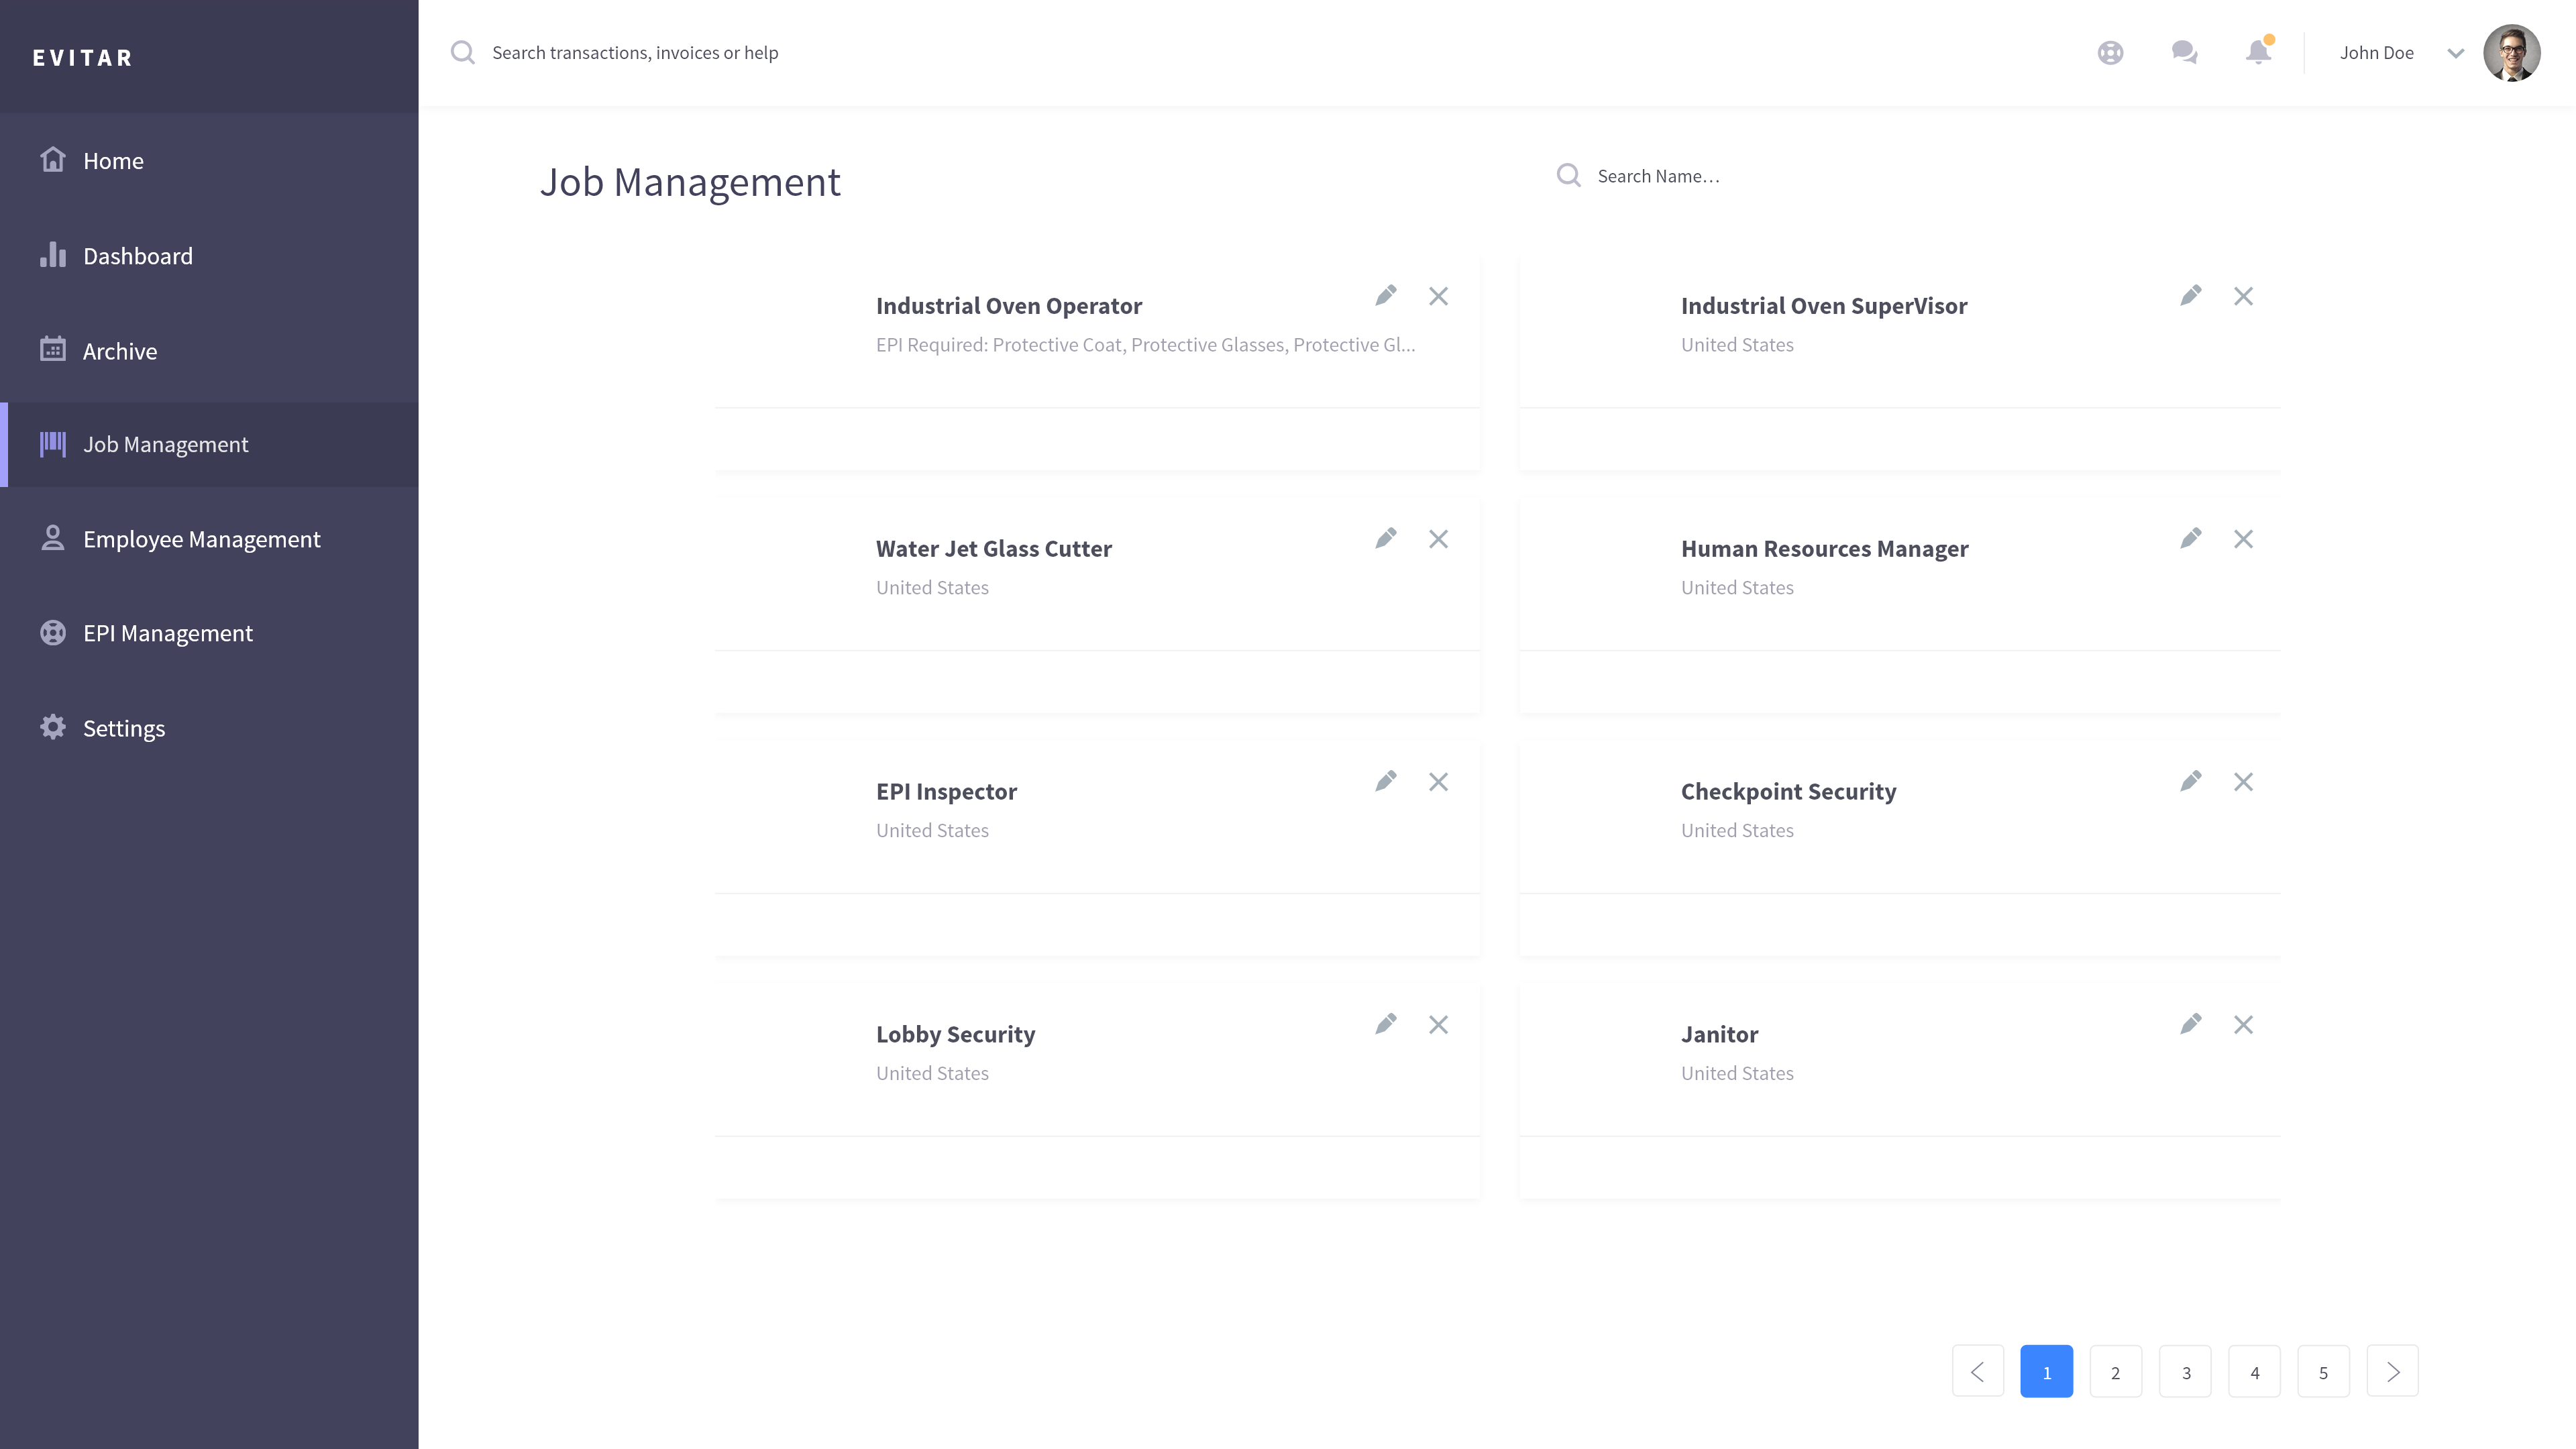 EVITAR
Search transactions, invoices or help
John Doe
Home
Dashboard
Archive
Job Management
Employee Management
EPI Management
Settings
Job Management
Search Name...
Industrial Oven Operator
EPI Required: Protective Coat, Protective Glasses, Protective Gl...
Industrial Oven SuperVisor
United States
Water Jet Glass Cutter
United States
Human Resources Manager
United States
EPI Inspector
United States
Checkpoint Security
United States
Lobby Security
United States
Janitor
United States
1 2 3 4 5